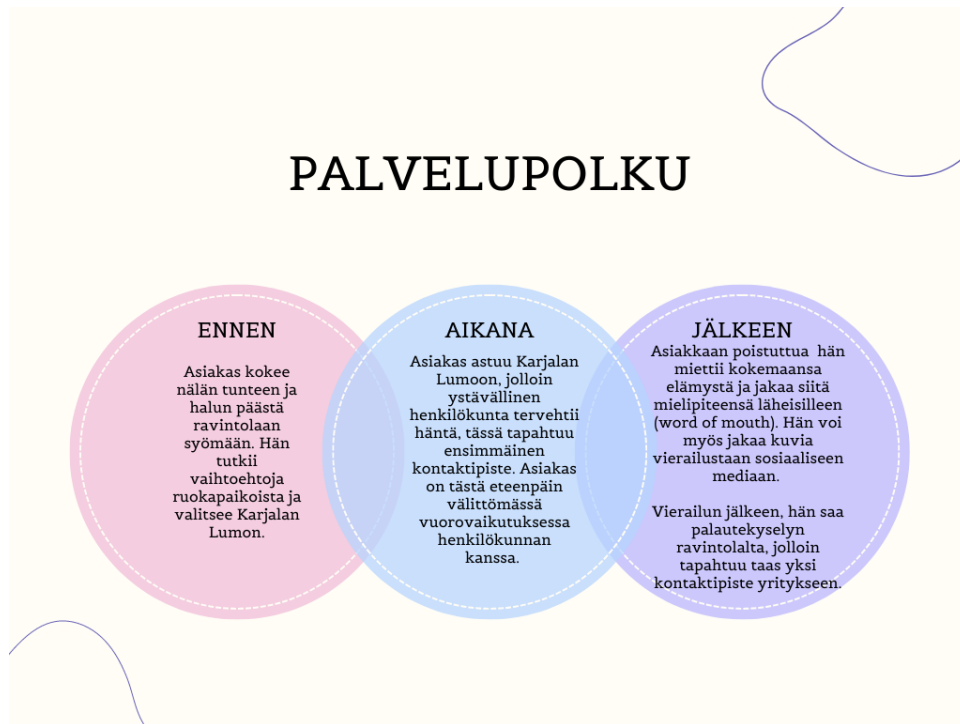 PALVELUPOLKU
ENNEN
Asiakas kokee
nälän tunteen ja
halun päästä
ravintolaan
syömään. Hän
tutkii
vaihtoehtoja
ruokapaikoista ja
valitsee Karjalan
Lumon.
AIKANA
Asiakas astuu Karjalan
Lumoon, jolloin
ystävällinen
henkilökunta tervehtii
häntä, tässä tapahtuu
ensimmäinen
kontaktipiste. Asiakas
on tästä eteenpäin
välittömässä
vuorovaikutuksessa
henkilökunnan
kanssa.
JÄLKEEN
Asiakkaan poistuttua  hän
miettii kokemaansa
elämystä ja jakaa siitä
mielipiteensä läheisilleen
(word of mouth). Hän voi
myös jakaa kuvia
vierailustaan sosiaaliseen
mediaan.
Vierailun jälkeen, hän saa
palautekyselyn
ravintolalta, jolloin
tapahtuu taas yksi
kontaktipiste yritykseen.